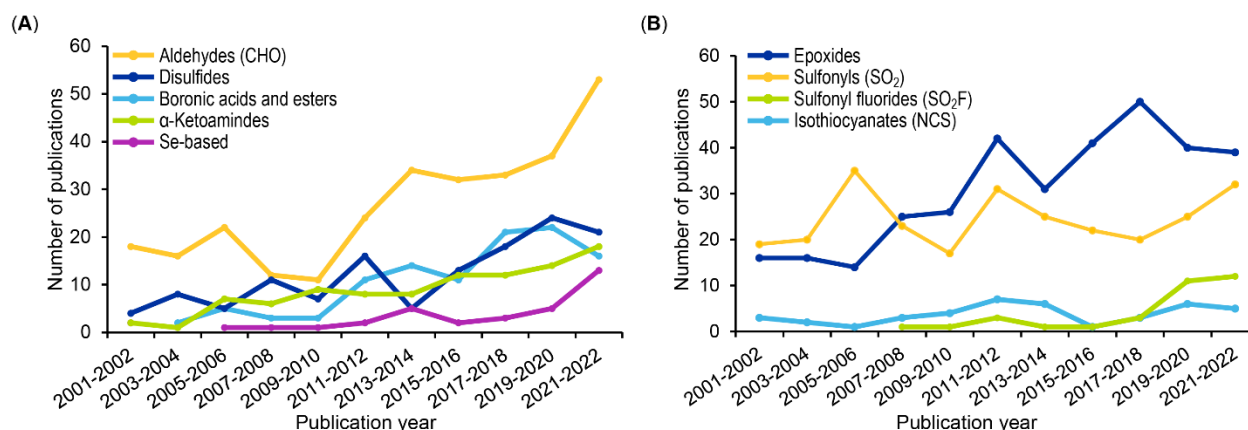 (A)
Number of publications
60
50
40
30
20
10
0
Aldehydes (CHO)
Disulfides
Boronic acids and esters
α-Ketoamindes
Se-based
2001-2002
2003-2004
2005-2006
2007-2008
2009-2010
2011-2012
2013-2014
2015-2016
2017-2018
2019-2020
2021-2022
Publication year
(B)
Number of publications
60
50
40
30
20
10
0
Epoxides
Sulfonyls (SO₂)
Sulfonyl fluorides (SO₂F)
Isothiocyanates (NCS)
2001-2002
2003-2004
2005-2006
2007-2008
2009-2010
2011-2012
2013-2014
2015-2016
2017-2018
2019-2020
2021-2022
Publication year